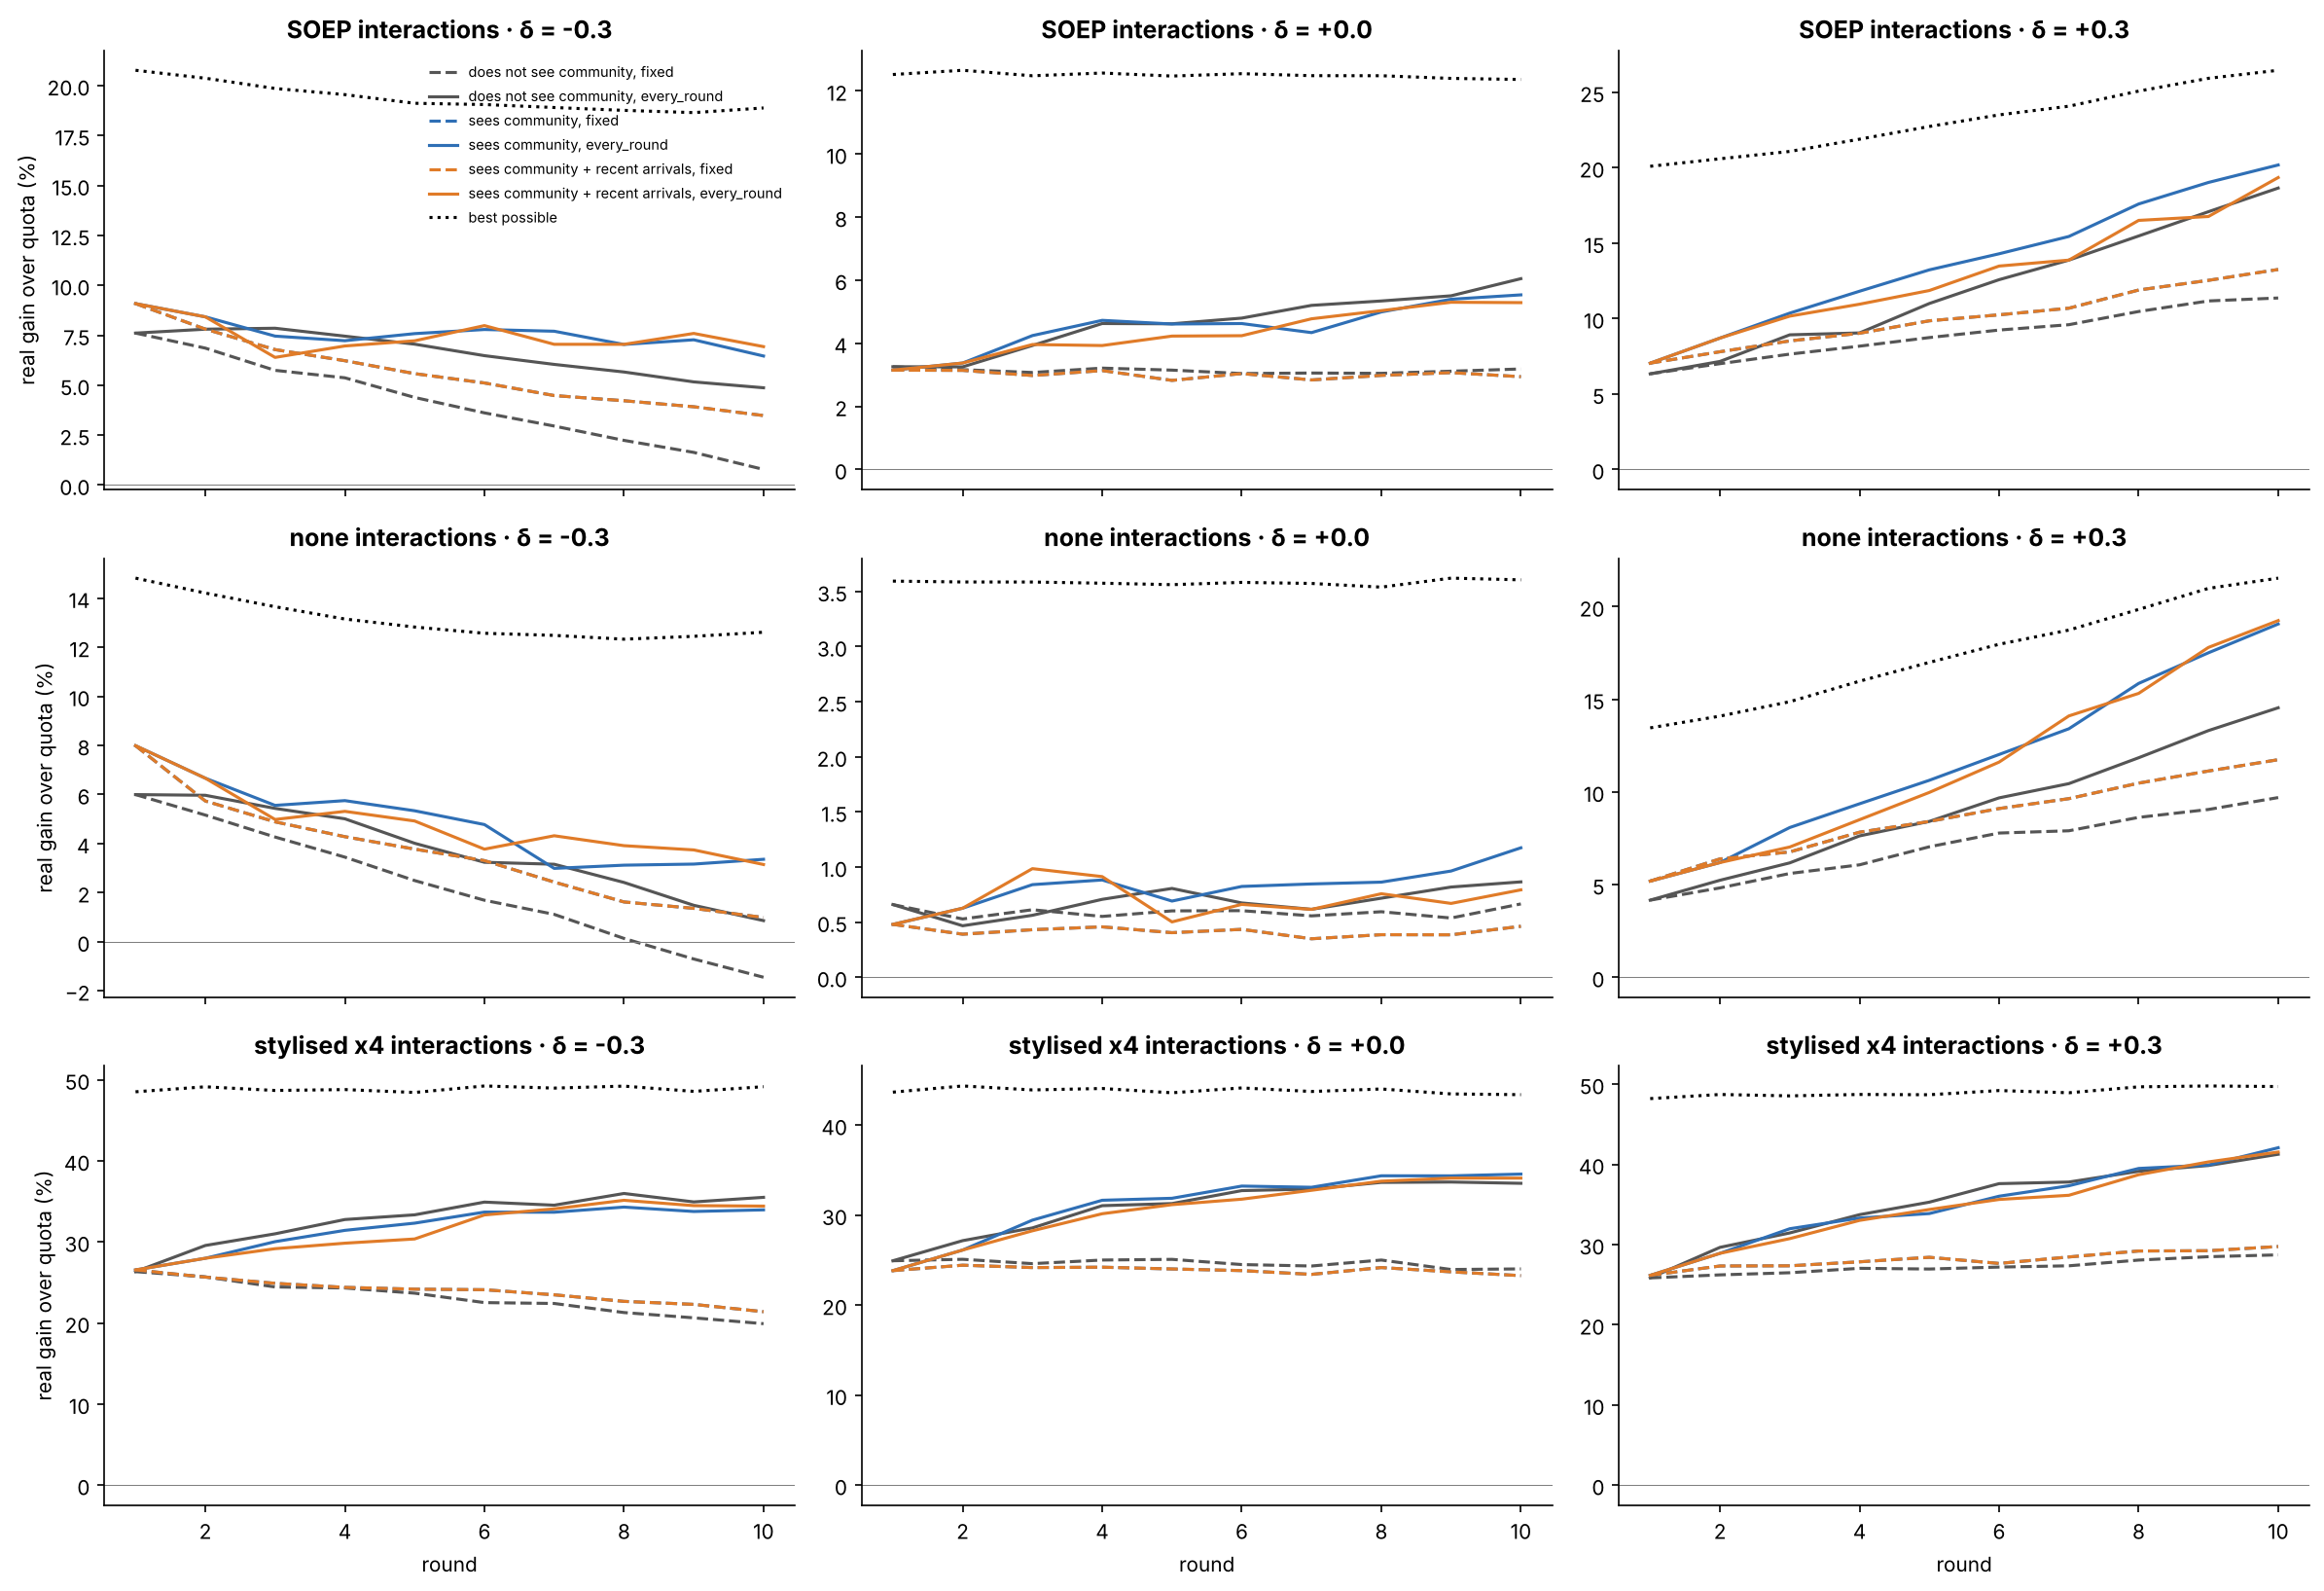 SOEP interactions · δ = -0.3
SOEP interactions · δ = +0.0
SOEP interactions · δ = +0.3
does not see community, fixed
does not see community, every_round
sees community, fixed
sees community, every_round
sees community + recent arrivals, fixed
sees community + recent arrivals, every_round
best possible
real gain over quota (%)
20.0
17.5
15.0
12.5
10.0
7.5
5.0
2.5
0.0
12
10
8
6
4
2
0
25
20
15
10
5
0
none interactions · δ = -0.3
none interactions · δ = +0.0
none interactions · δ = +0.3
real gain over quota (%)
14
12
10
8
6
4
2
0
−2
3.5
3.0
2.5
2.0
1.5
1.0
0.5
0.0
20
15
10
5
0
stylised x4 interactions · δ = -0.3
stylised x4 interactions · δ = +0.0
stylised x4 interactions · δ = +0.3
real gain over quota (%)
50
40
30
20
10
0
40
30
20
10
0
50
40
30
20
10
0
2 4 6 8 10
2 4 6 8 10
2 4 6 8 10
round
round
round